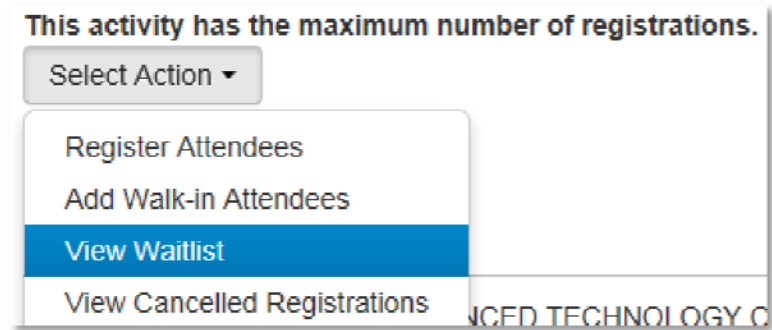 This activity has the maximum number of registrations.
Select Action
Register Attendees
Add Walk-in Attendees
View Waitlist
View Cancelled Registrations
TECHNOLOGY